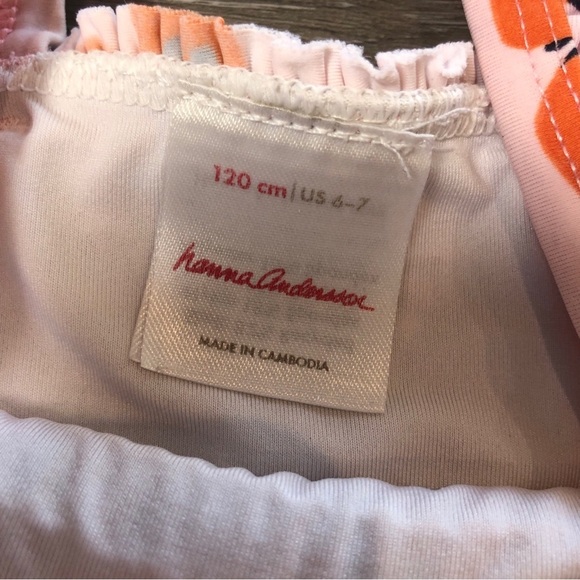 120 cm | US 6-7
hanna andersson
MADE IN CAMBODIA